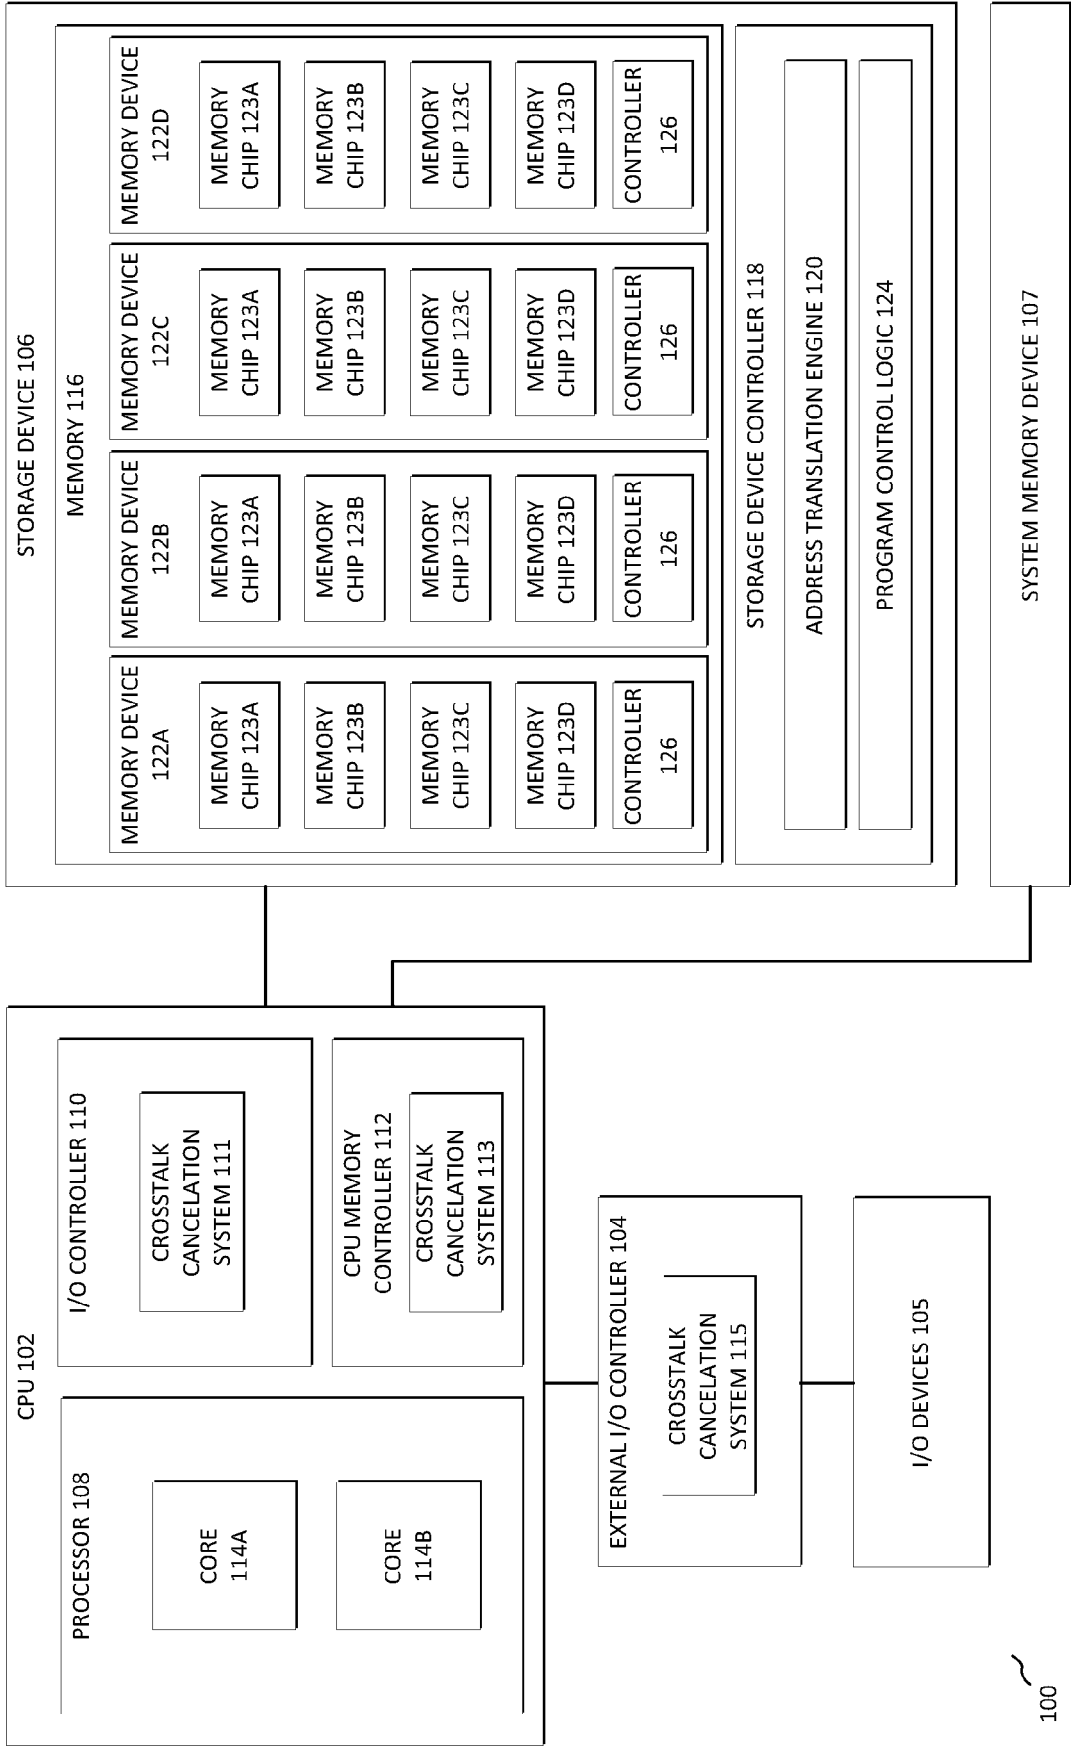 CPU 102
PROCESSOR 108
CORE
114A
CORE
114B
I/O CONTROLLER 110
CROSSTALK
CANCELATION
SYSTEM 111
CPU MEMORY
CONTROLLER 112
CROSSTALK
CANCELATION
SYSTEM 113
EXTERNAL I/O CONTROLLER 104
CROSSTALK
CANCELATION
SYSTEM 115
I/O DEVICES 105
100
STORAGE DEVICE 106
MEMORY 116
MEMORY DEVICE
122A
MEMORY
CHIP 123A
MEMORY
CHIP 123B
MEMORY
CHIP 123C
MEMORY
CHIP 123D
CONTROLLER
126
MEMORY DEVICE
122B
MEMORY
CHIP 123A
MEMORY
CHIP 123B
MEMORY
CHIP 123C
MEMORY
CHIP 123D
CONTROLLER
126
MEMORY DEVICE
122C
MEMORY
CHIP 123A
MEMORY
CHIP 123B
MEMORY
CHIP 123C
MEMORY
CHIP 123D
CONTROLLER
126
MEMORY DEVICE
122D
MEMORY
CHIP 123A
MEMORY
CHIP 123B
MEMORY
CHIP 123C
MEMORY
CHIP 123D
CONTROLLER
126
STORAGE DEVICE CONTROLLER 118
ADDRESS TRANSLATION ENGINE 120
PROGRAM CONTROL LOGIC 124
SYSTEM MEMORY DEVICE 107